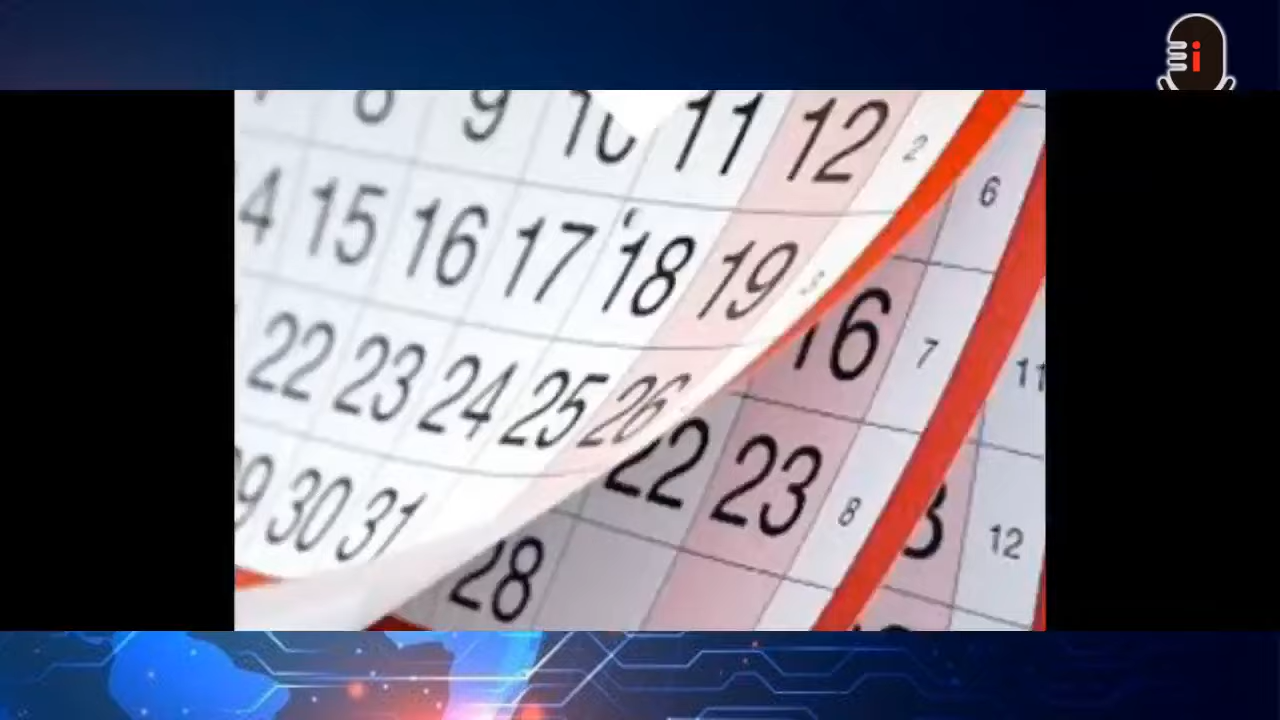 i
8 9 10 11 12 2 6
4 15 16 17 18 19 3
16 7 11
22 23 24 25 26
22 23 8 12
30 31
28